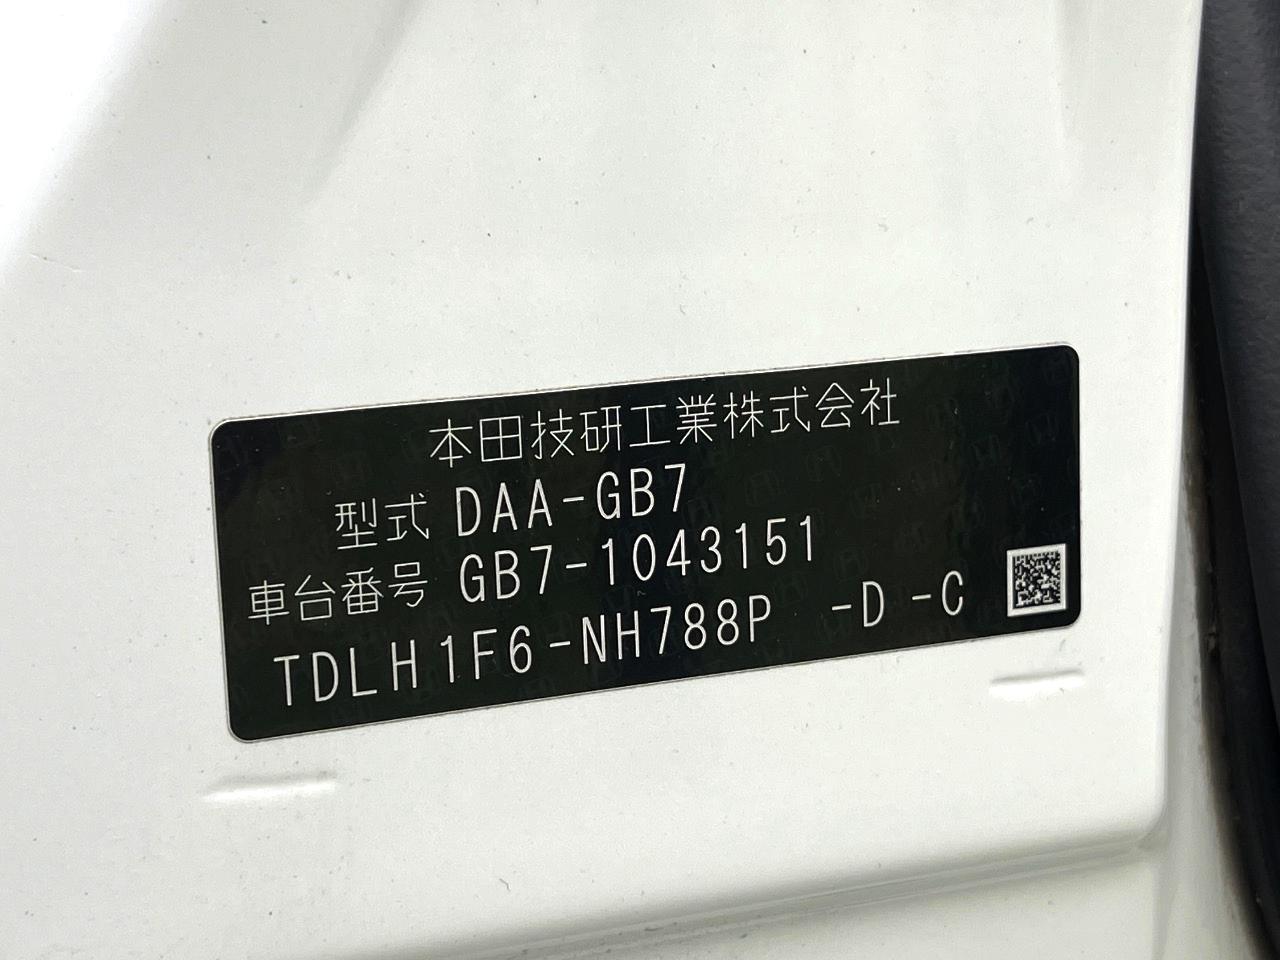 本田技研工業株式会社
型式 DAA-GB7
車台番号 GB7-1043151
TDLH1F6-NH788P -D -C